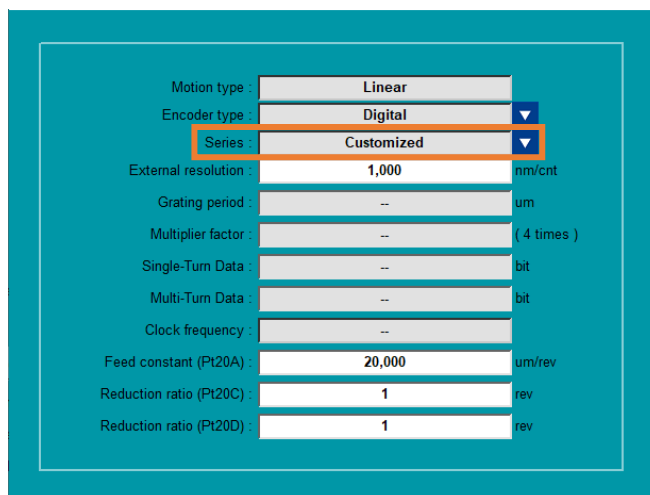 Motion type : Linear
Encoder type : Digital
Series : Customized
External resolution : 1,000 nm/cnt
Grating period : -- um
Multiplier factor : -- ( 4 times )
Single-Turn Data : -- bit
Multi-Turn Data : -- bit
Clock frequency : --
Feed constant (Pt20A) : 20,000 um/rev
Reduction ratio (Pt20C) : 1 rev
Reduction ratio (Pt20D) : 1 rev